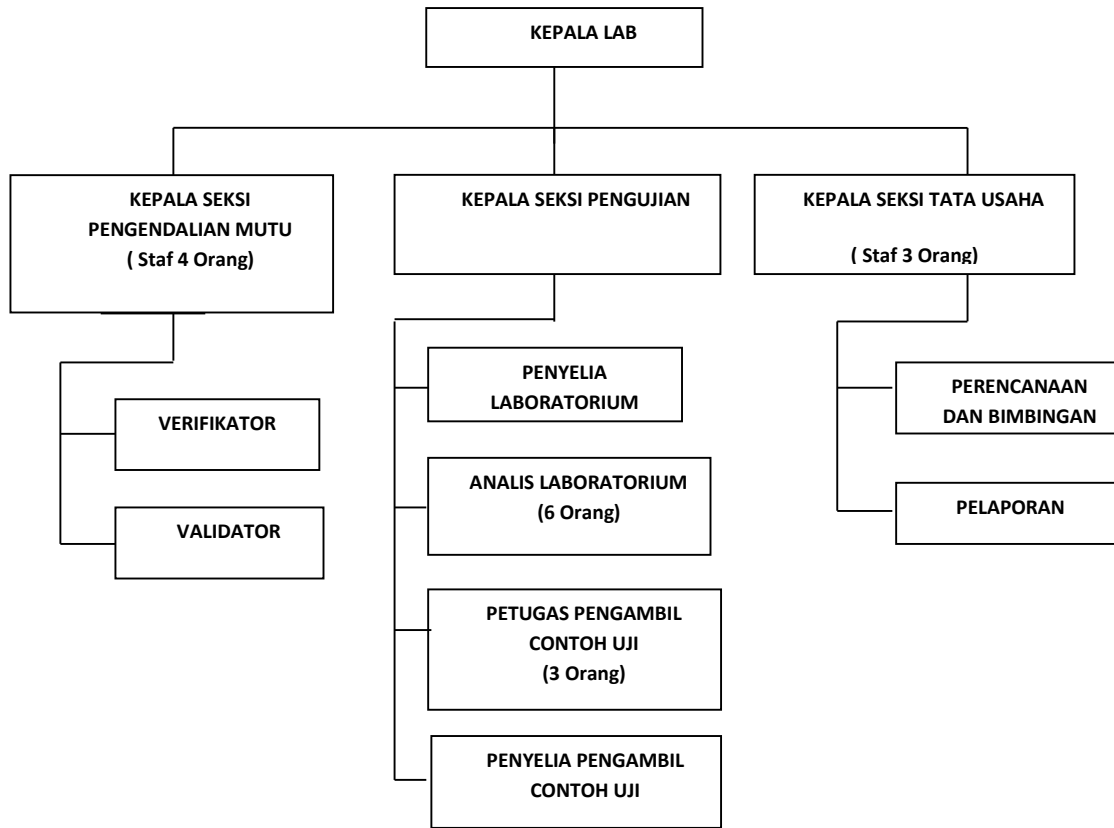 KEPALA LAB
KEPALA SEKSI
PENGENDALIAN MUTU
( Staf 4 Orang)
KEPALA SEKSI PENGUJIAN
KEPALA SEKSI TATA USAHA
( Staf 3 Orang)
VERIFIKATOR
VALIDATOR
PENYELIA
LABORATORIUM
ANALIS LABORATORIUM
(6 Orang)
PETUGAS PENGAMBIL
CONTOH UJI
(3 Orang)
PENYELIA PENGAMBIL
CONTOH UJI
PERENCANAAN
DAN BIMBINGAN
PELAPORAN